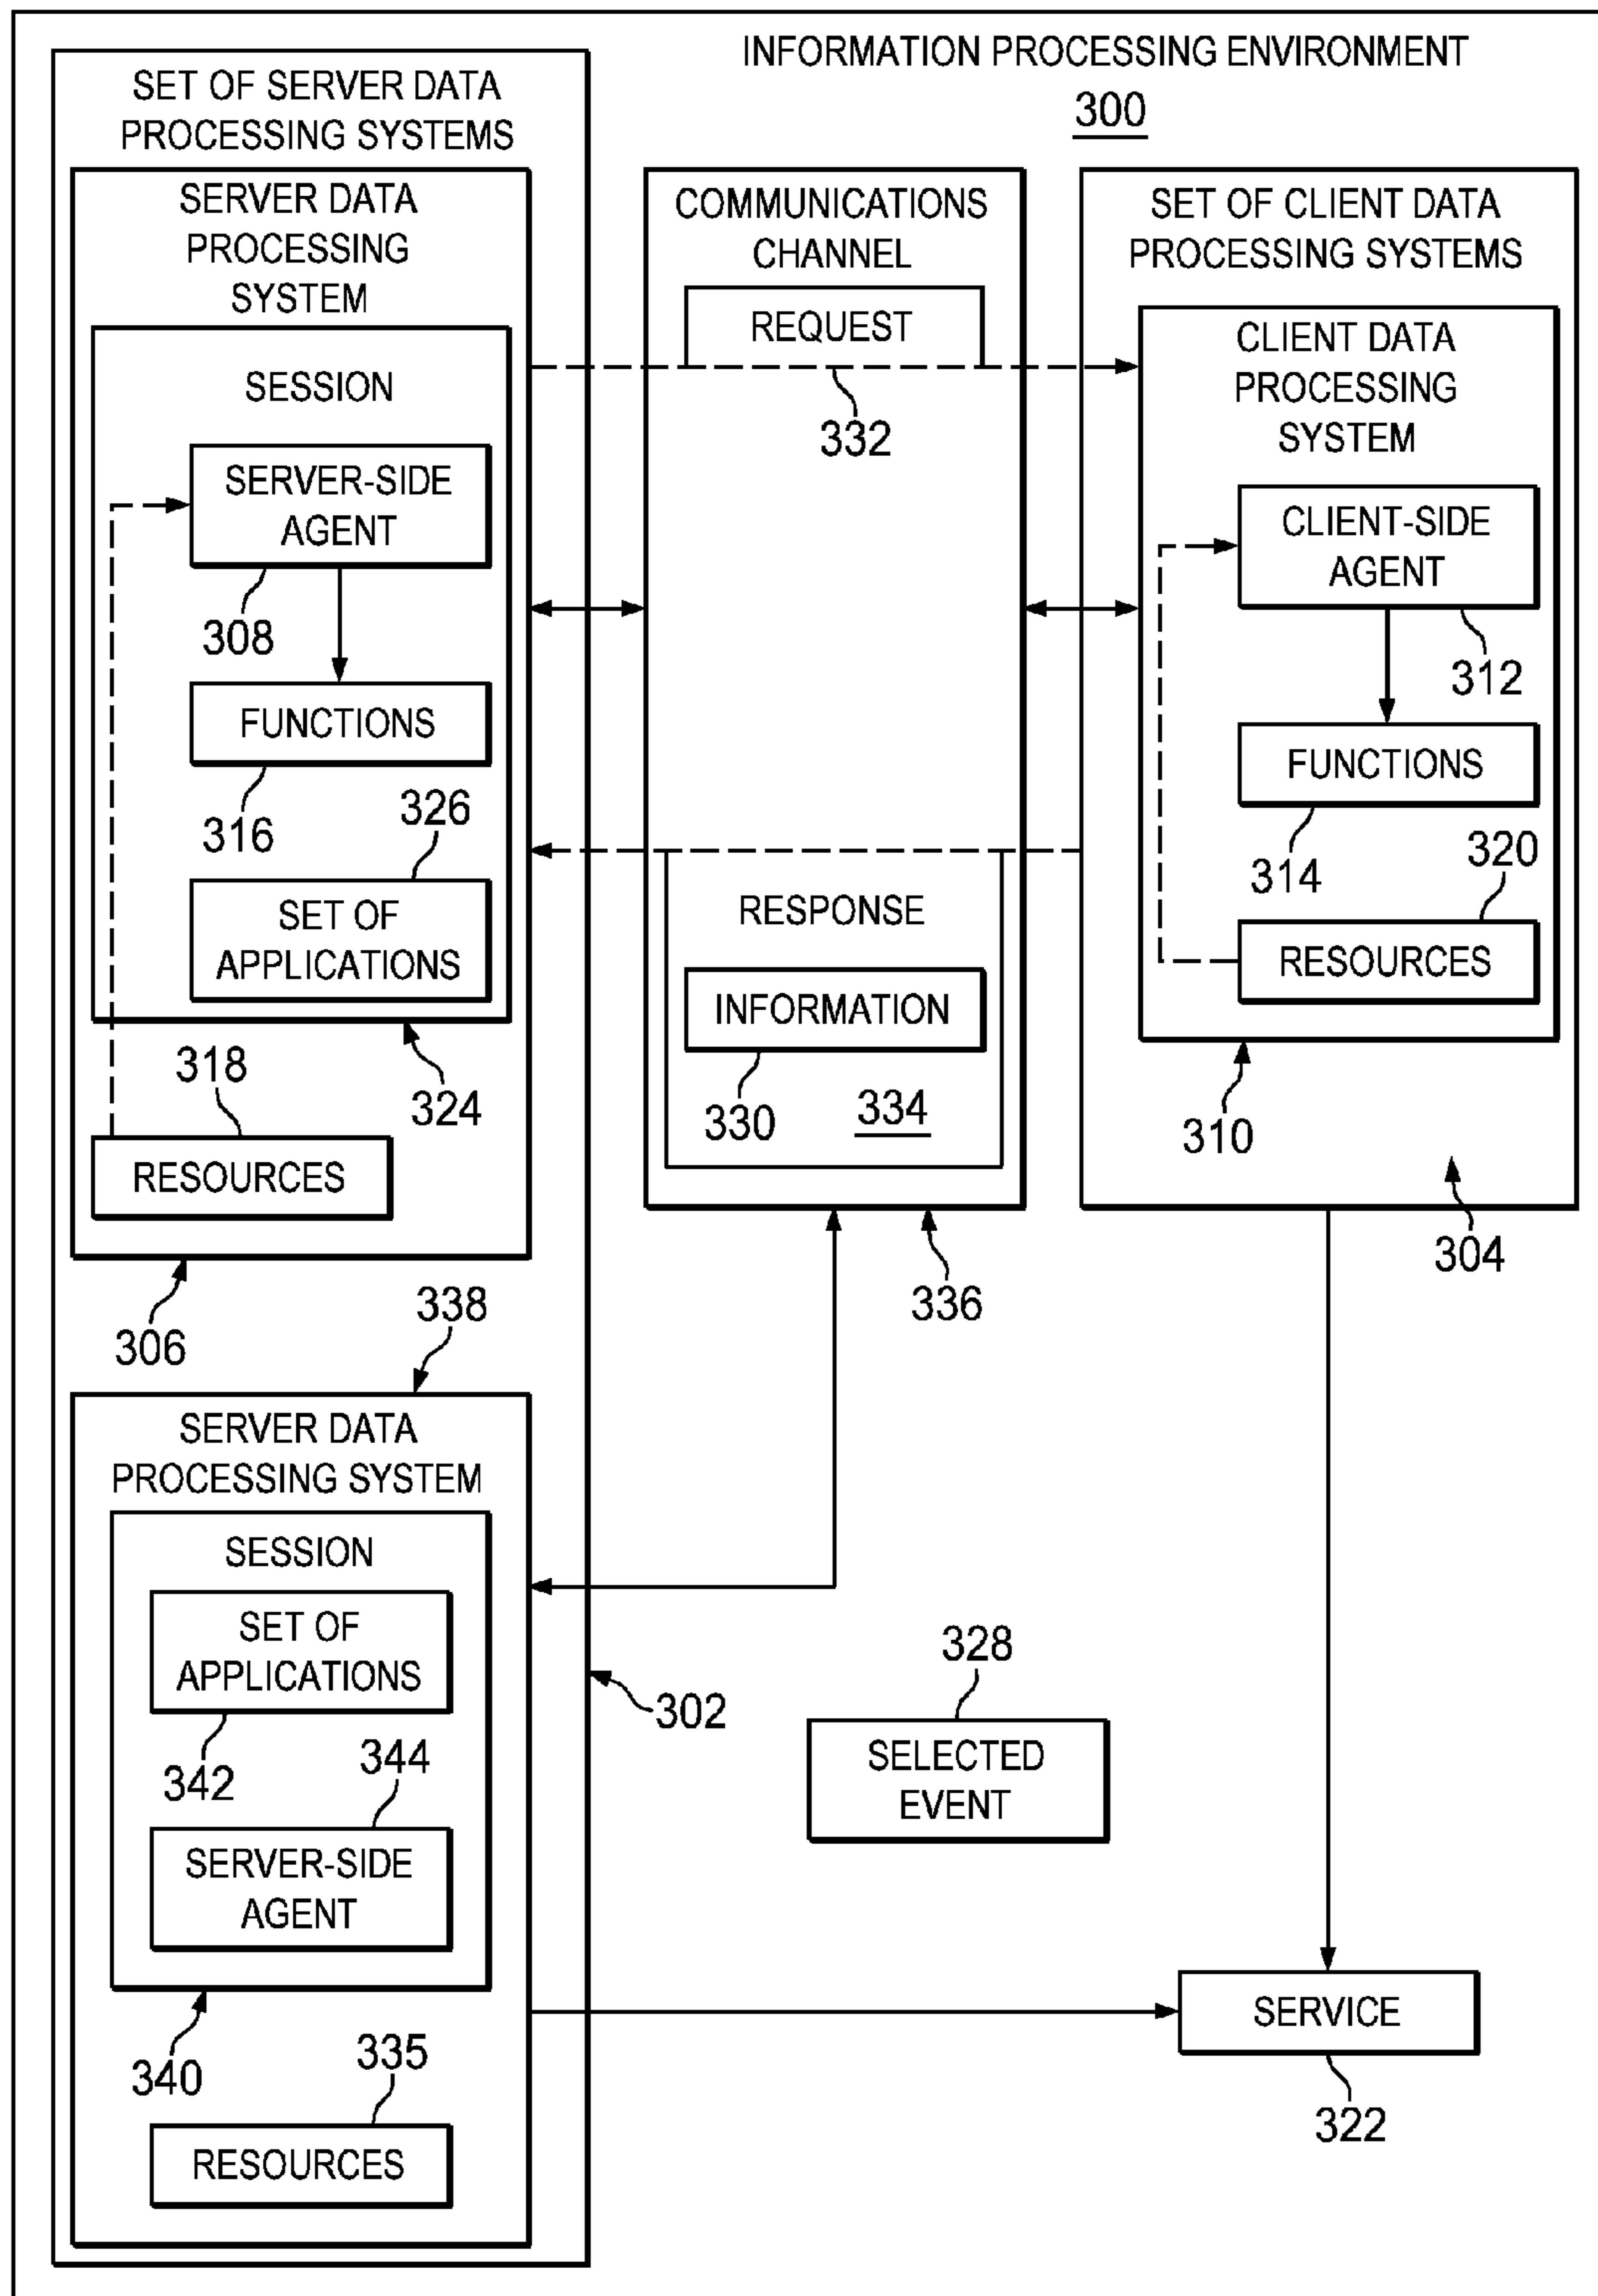 INFORMATION PROCESSING ENVIRONMENT
300
SET OF SERVER DATA
PROCESSING SYSTEMS
SERVER DATA
PROCESSING
SYSTEM
SESSION
SERVER-SIDE
AGENT
308
FUNCTIONS
316
326
SET OF
APPLICATIONS
318
324
RESOURCES
306
338
SERVER DATA
PROCESSING SYSTEM
SESSION
SET OF
APPLICATIONS
342
344
SERVER-SIDE
AGENT
340
335
RESOURCES
302
COMMUNICATIONS
CHANNEL
REQUEST
332
RESPONSE
INFORMATION
330
334
336
SET OF CLIENT DATA
PROCESSING SYSTEMS
CLIENT DATA
PROCESSING
SYSTEM
CLIENT-SIDE
AGENT
312
FUNCTIONS
314
320
RESOURCES
310
304
328
SELECTED
EVENT
SERVICE
322